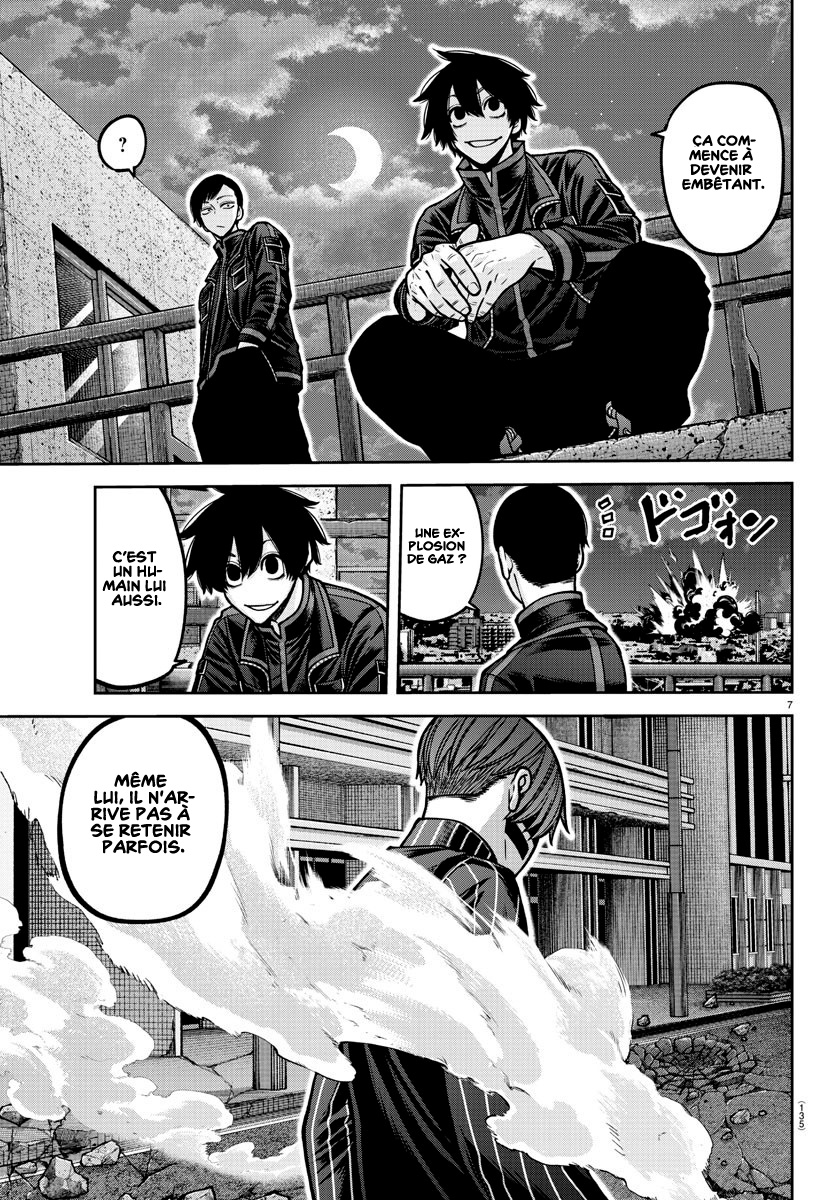 ÇA COM-
MENCE À
DEVENIR
EMBÊTANT.
?
ドゴォン
UNE EX-
PLOSION
DE GAZ ?
C'EST
UN HU-
MAIN LUI
AUSSI.
7
MÊME
LUI, IL N'AR-
RIVE PAS À
SE RETENIR
PARFOIS.
(135)